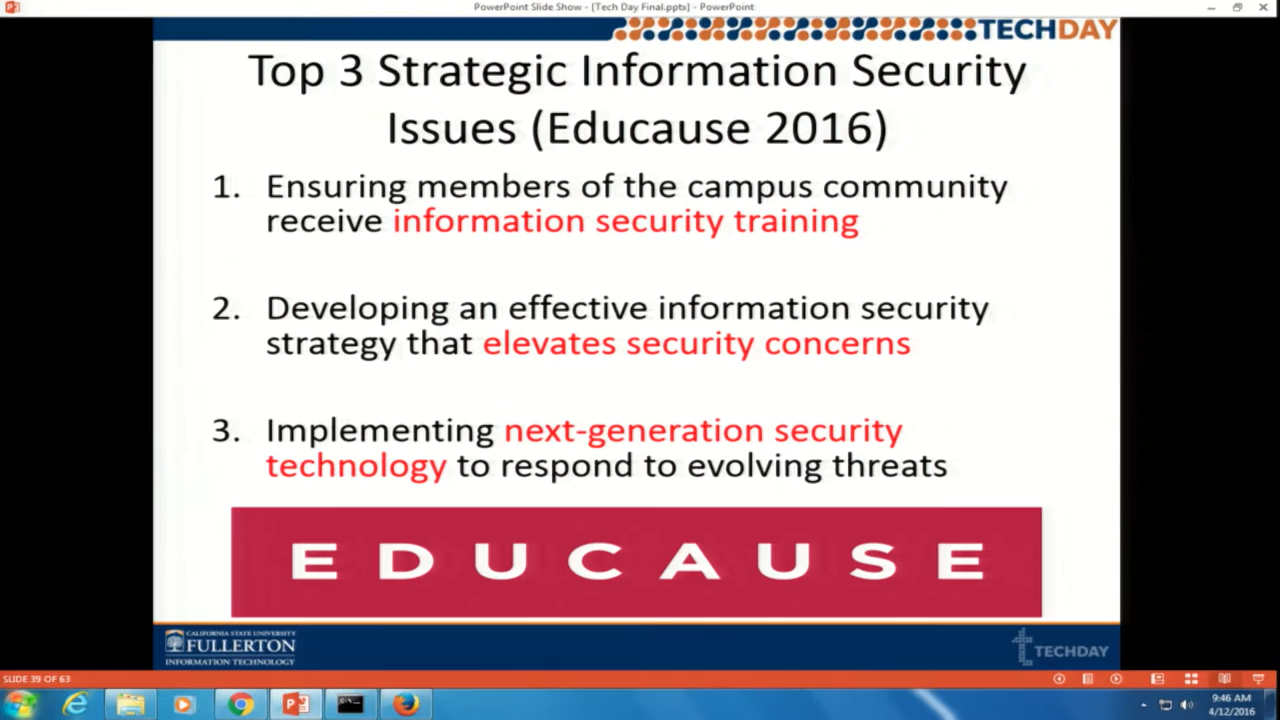 PowerPoint Slide Show - [Tech Day Final.pptx] - PowerPoint
TECHDAY
Top 3 Strategic Information Security
Issues (Educause 2016)
1. Ensuring members of the campus community
receive information security training
2. Developing an effective information security
strategy that elevates security concerns
3. Implementing next-generation security
technology to respond to evolving threats
EDUCAUSE
CALIFORNIA STATE UNIVERSITY
FULLERTON
INFORMATION TECHNOLOGY
TECHDAY
SLIDE 39 OF 63
9:46 AM
4/12/2016